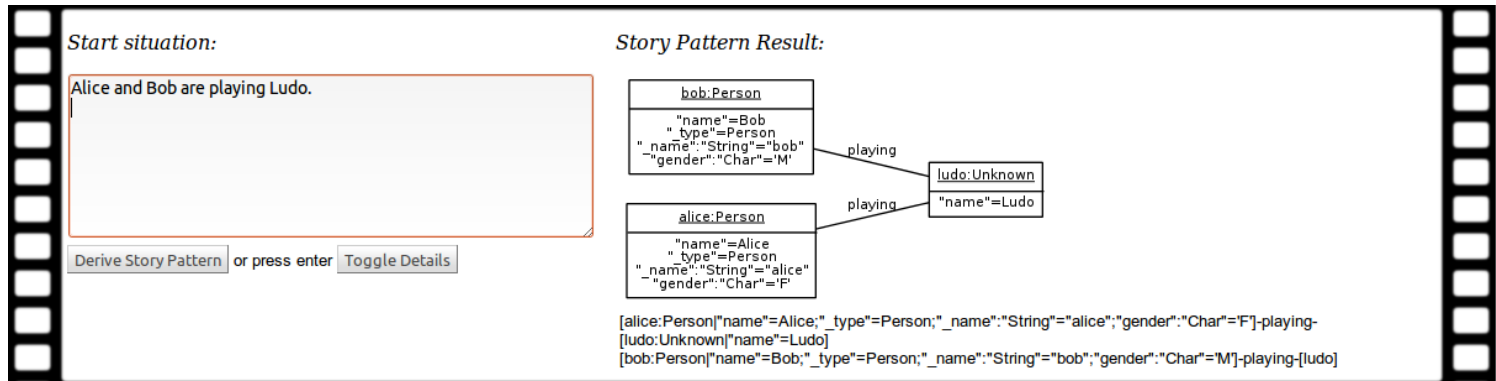 Start situation:
Alice and Bob are playing Ludo.
Derive Story Pattern or press enter Toggle Details
Story Pattern Result:
bob:Person
"name"=Bob
"_type"=Person
"_name":"String"="bob"
"gender":"Char"='M'
playing
ludo:Unknown
"name"=Ludo
playing
alice:Person
"name"=Alice
"_type"=Person
"_name":"String"="alice"
"gender":"Char"='F'
[alice:Person|"name"=Alice;"_type"=Person;"_name":"String"="alice";"gender":"Char"='F']-playing-
[ludo:Unknown|"name"=Ludo]
[bob:Person|"name"=Bob;"_type"=Person;"_name":"String"="bob";"gender":"Char"='M']-playing-[ludo]